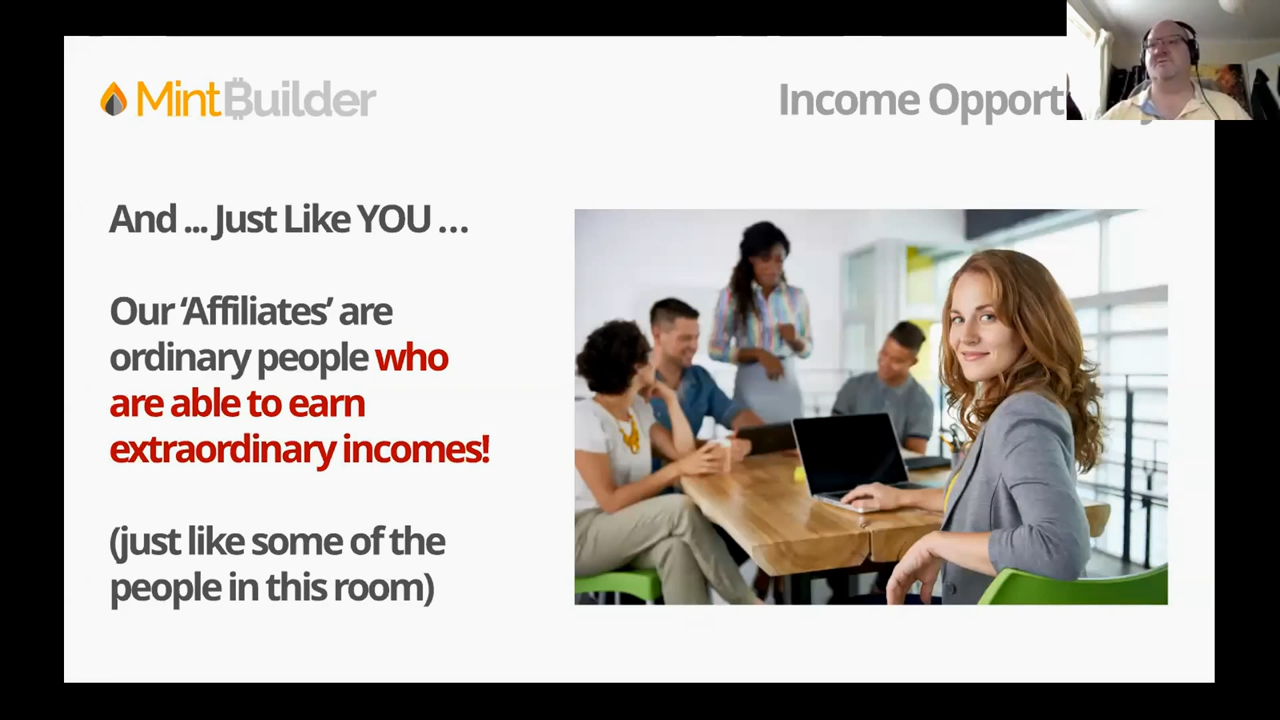 MintBuilder
Income Opport
And ... Just Like YOU ...
Our ‘Affiliates’ are
ordinary people who
are able to earn
extraordinary incomes!
(just like some of the
people in this room)